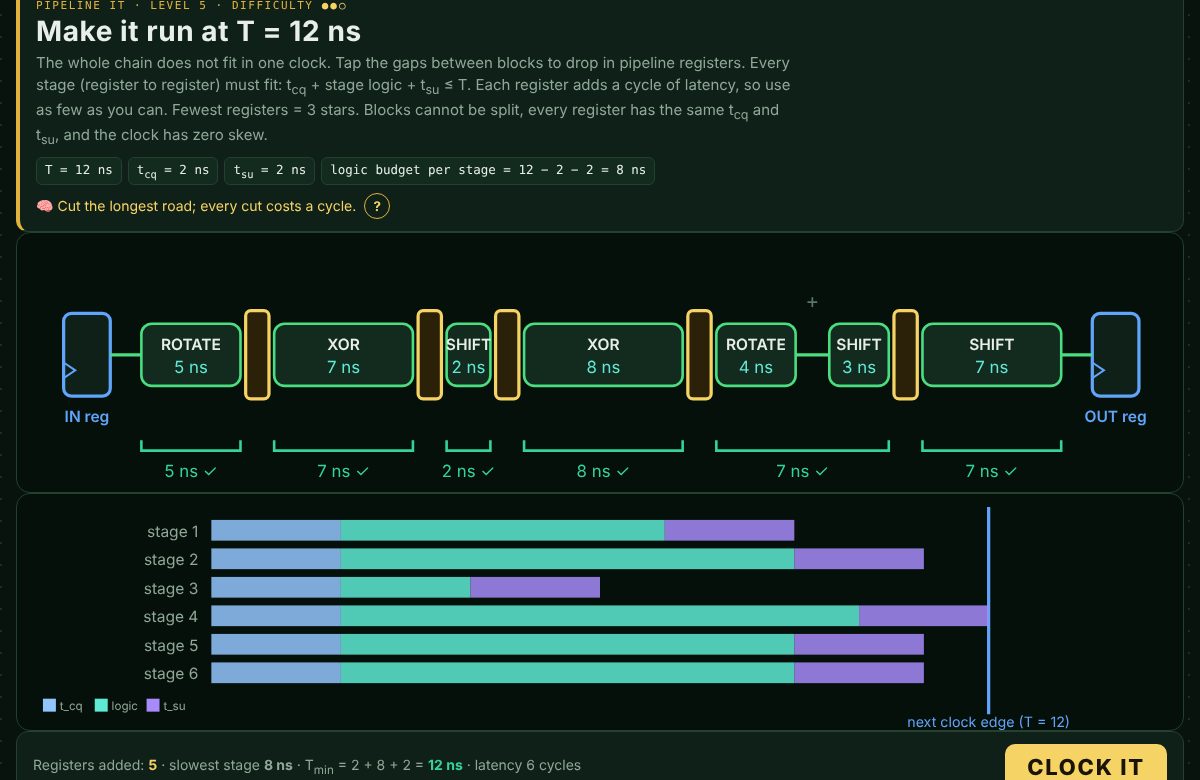 PIPELINE IT · LEVEL 5 · DIFFICULTY ●●○
Make it run at T = 12 ns
The whole chain does not fit in one clock. Tap the gaps between blocks to drop in pipeline registers. Every
stage (register to register) must fit: tcq + stage logic + tsu ≤ T. Each register adds a cycle of latency, so use
as few as you can. Fewest registers = 3 stars. Blocks cannot be split, every register has the same tcq and
tsu, and the clock has zero skew.
T = 12 ns tcq = 2 ns tsu = 2 ns logic budget per stage = 12 − 2 − 2 = 8 ns
🧠 Cut the longest road; every cut costs a cycle. ?
+
ROTATE XOR SHIFT XOR ROTATE SHIFT SHIFT
5 ns 7 ns 2 ns 8 ns 4 ns 3 ns 7 ns
IN reg OUT reg
5 ns ✓ 7 ns ✓ 2 ns ✓ 8 ns ✓ 7 ns ✓ 7 ns ✓
stage 1
stage 2
stage 3
stage 4
stage 5
stage 6
t_cq logic t_su
next clock edge (T = 12)
Registers added: 5 · slowest stage 8 ns · Tmin = 2 + 8 + 2 = 12 ns · latency 6 cycles
CLOCK IT